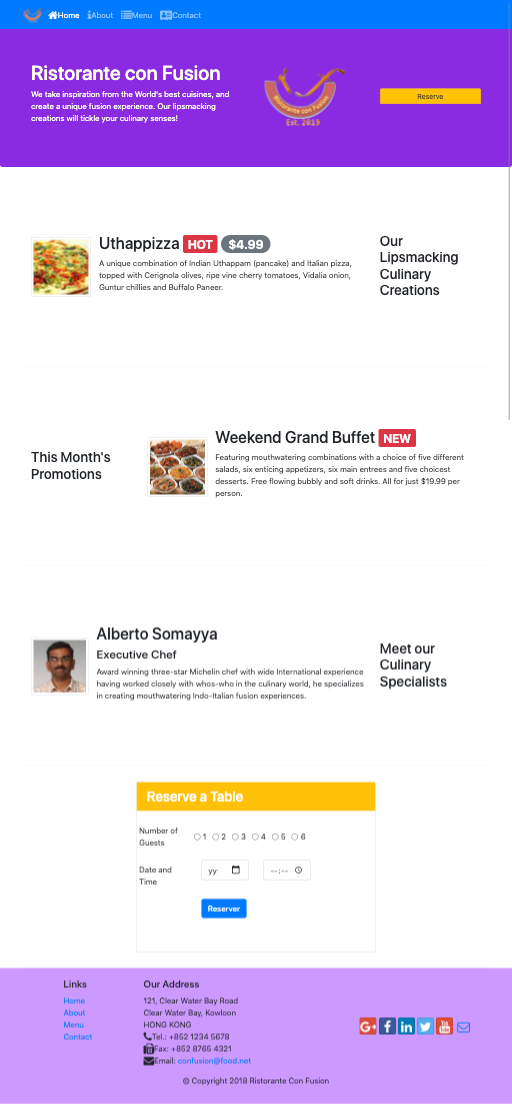 Home About Menu Contact
Ristorante con Fusion
We take inspiration from the World's best cuisines, and
create a unique fusion experience. Our lipsmacking
creations will tickle your culinary senses!
Ristorante con Fusion
Est. 2019
Reserve
Uthappizza HOT $4.99
A unique combination of Indian Uthappam (pancake) and Italian pizza,
topped with Cerignola olives, ripe vine cherry tomatoes, Vidalia onion,
Guntur chillies and Buffalo Paneer.
Our
Lipsmacking
Culinary
Creations
This Month's
Promotions
Weekend Grand Buffet NEW
Featuring mouthwatering combinations with a choice of five different
salads, six enticing appetizers, six main entrees and five choicest
desserts. Free flowing bubbly and soft drinks. All for just $19.99 per
person.
Alberto Somayya
Executive Chef
Award winning three-star Michelin chef with wide International experience
having worked closely with whos-who in the culinary world, he specializes
in creating mouthwatering Indo-Italian fusion experiences.
Meet our
Culinary
Specialists
Reserve a Table
Number of
Guests
1 2 3 4 5 6
Date and
Time
yy
--:--
Reserver
Links
Home
About
Menu
Contact
Our Address
121, Clear Water Bay Road
Clear Water Bay, Kowloon
HONG KONG
Tel.: +852 1234 5678
Fax: +852 8765 4321
Email: confusion@food.net
© Copyright 2018 Ristorante Con Fusion